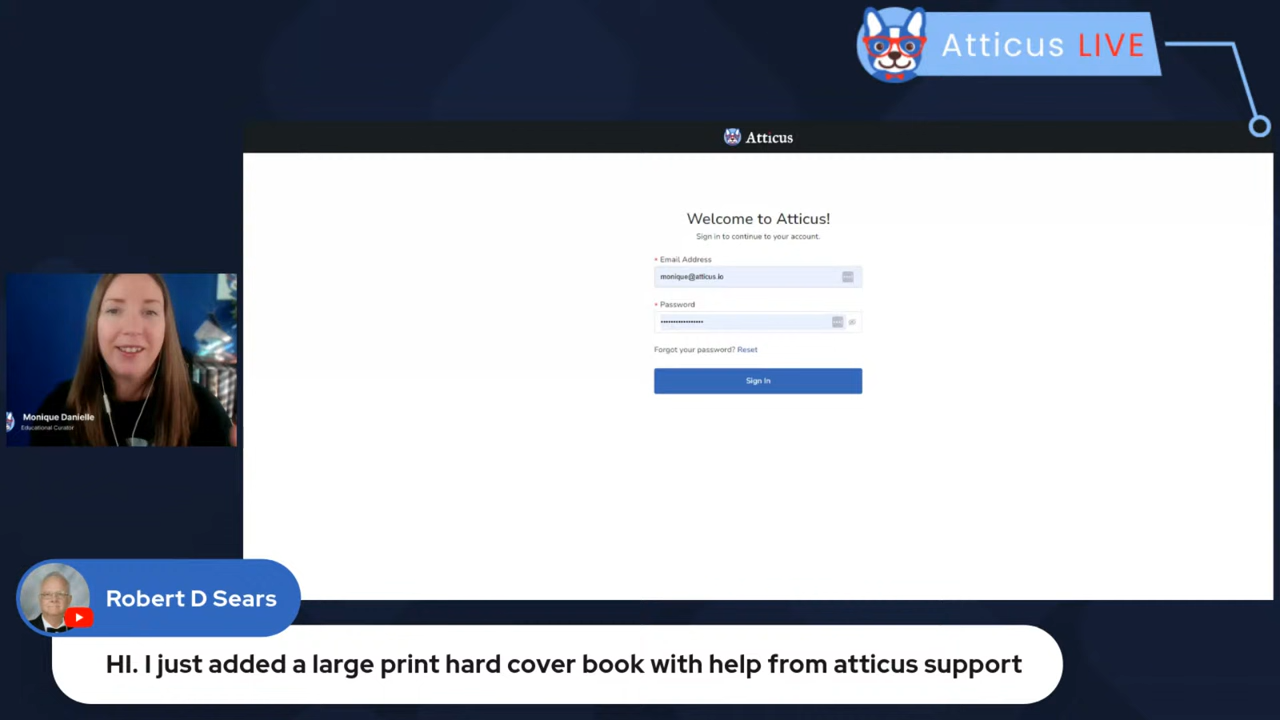 Atticus LIVE
Atticus
Welcome to Atticus!
Sign in to continue to your account.
* Email Address
monique@atticus.io
* Password
•••••••••••••••••
Forgot your password? Reset
Sign In
Monique Danielle
Educational Curator
Robert D Sears
HI. I just added a large print hard cover book with help from atticus support